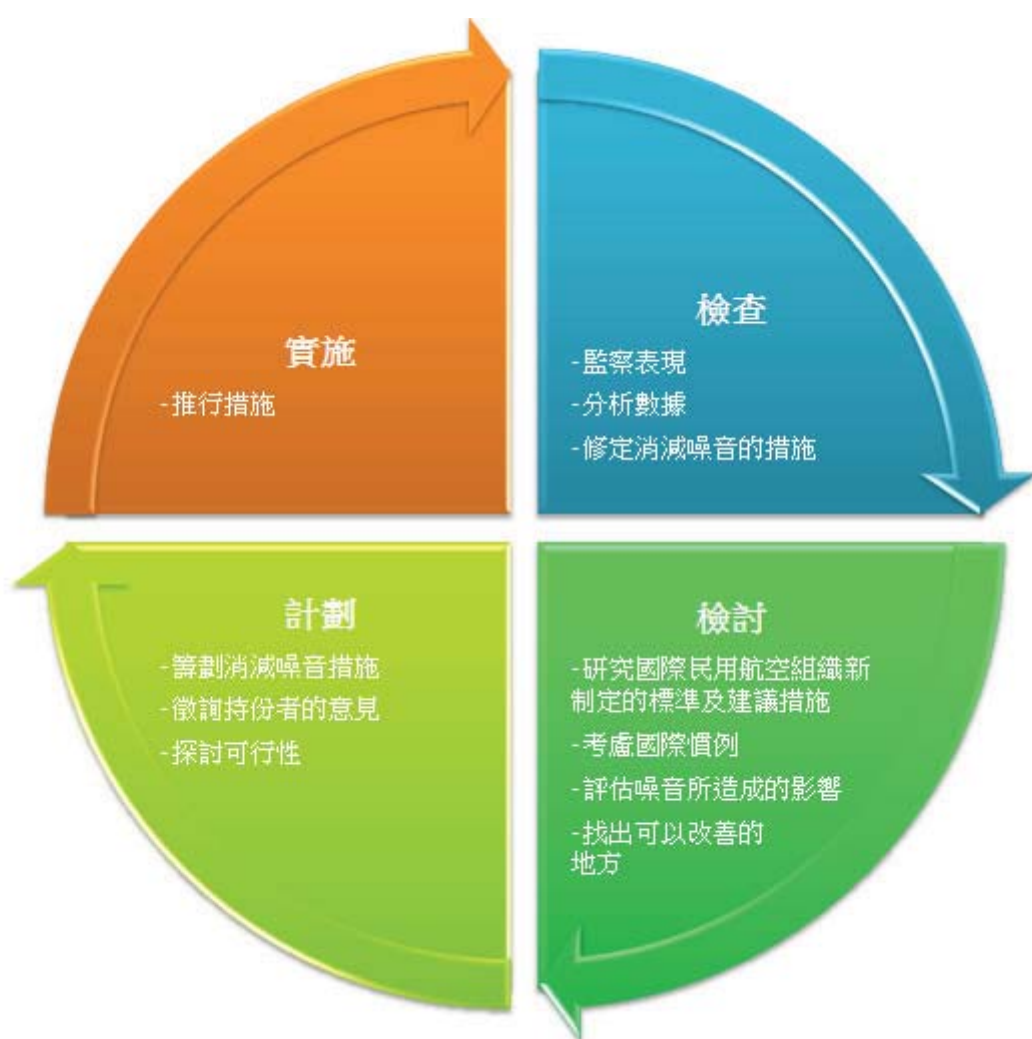 實施
-推行措施
檢查
-監察表現
-分析數據
-修定消減噪音的措施
計劃
-籌劃消減噪音措施
-徵詢持份者的意見
-探討可行性
檢討
-研究國際民用航空組織新
制定的標準及建議措施
-考慮國際慣例
-評估噪音所造成的影響
-找出可以改善的
地方